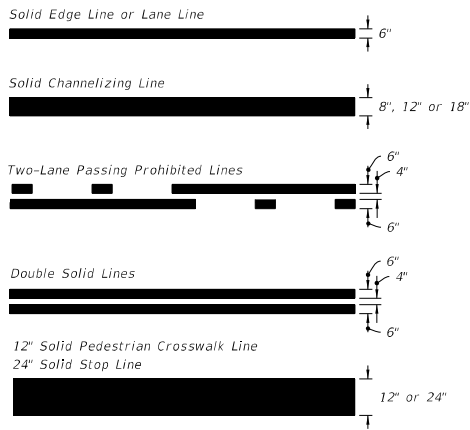 Solid Edge Line or Lane Line
6"
Solid Channelizing Line
8", 12" or 18"
Two-Lane Passing Prohibited Lines
6"
4"
6"
Double Solid Lines
6"
4"
6"
12" Solid Pedestrian Crosswalk Line
24" Solid Stop Line
12" or 24"